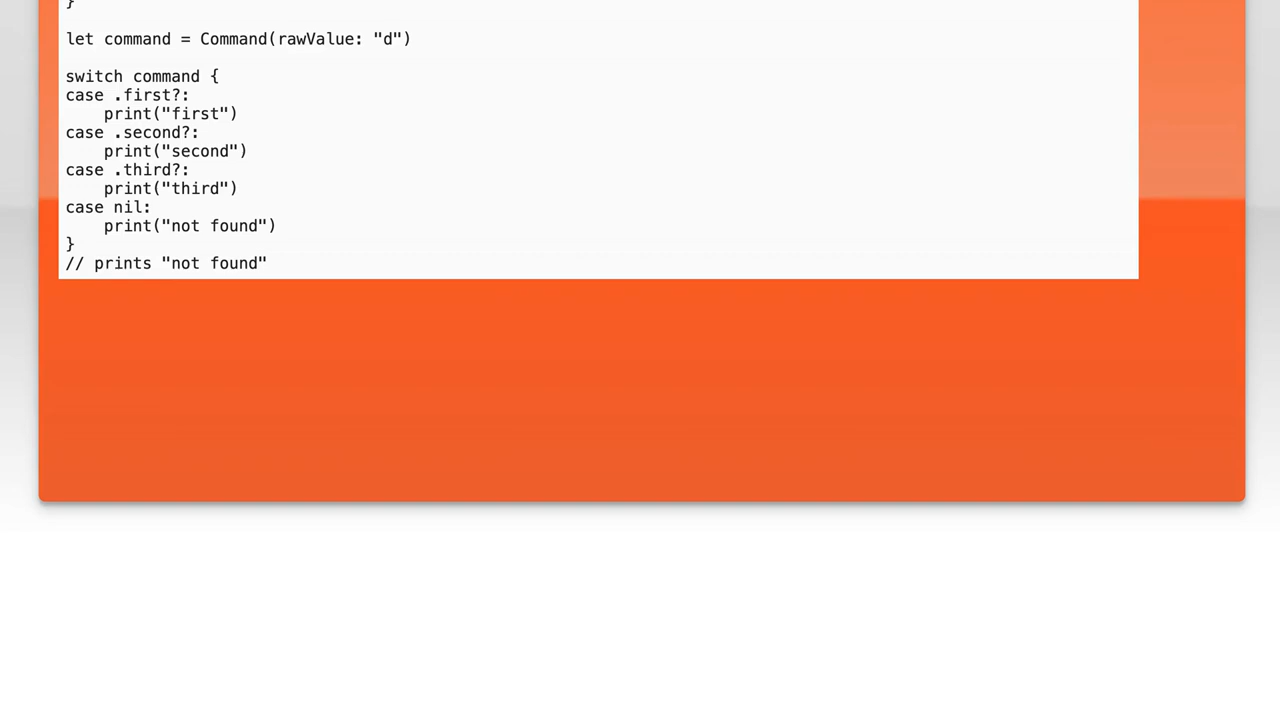 }
let command = Command(rawValue: "d")
switch command {
case .first?:
    print("first")
case .second?:
    print("second")
case .third?:
    print("third")
case nil:
    print("not found")
}
// prints "not found"